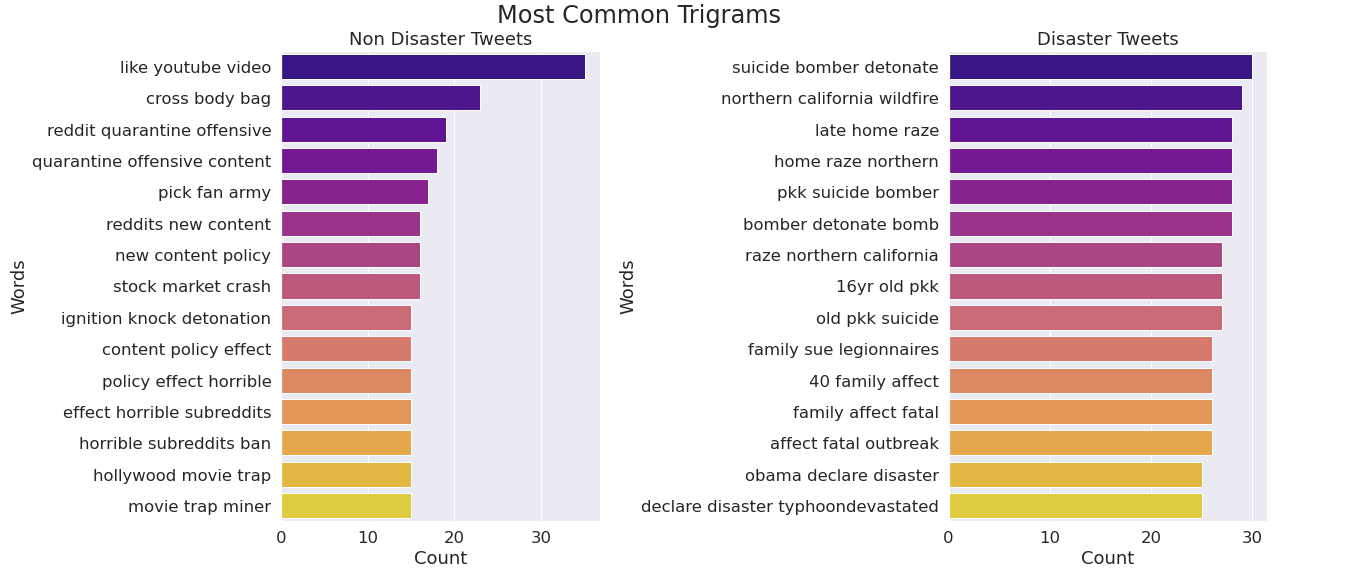 Most Common Trigrams
Non Disaster Tweets
like youtube video
cross body bag
reddit quarantine offensive
quarantine offensive content
pick fan army
reddits new content
new content policy
stock market crash
ignition knock detonation
content policy effect
policy effect horrible
effect horrible subreddits
horrible subreddits ban
hollywood movie trap
movie trap miner
Words
0 10 20 30
Count
Disaster Tweets
suicide bomber detonate
northern california wildfire
late home raze
home raze northern
pkk suicide bomber
bomber detonate bomb
raze northern california
16yr old pkk
old pkk suicide
family sue legionnaires
40 family affect
family affect fatal
affect fatal outbreak
obama declare disaster
declare disaster typhoondevastated
Words
0 10 20 30
Count